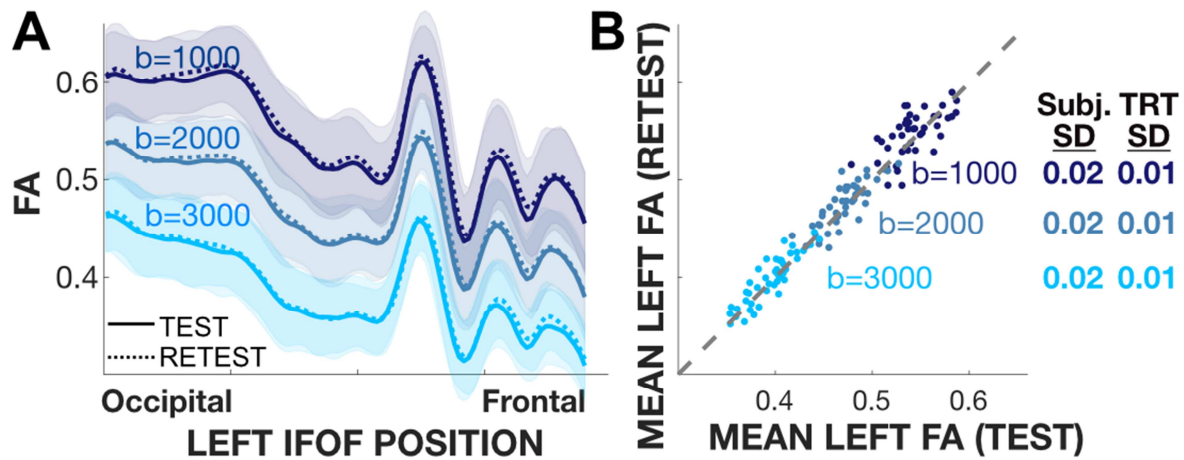 A
FA
0.6
0.5
0.4
b=1000
b=2000
b=3000
TEST
RETEST
Occipital
Frontal
LEFT IFOF POSITION
B
MEAN LEFT FA (RETEST)
b=1000
b=2000
b=3000
Subj. TRT
SD SD
0.02 0.01
0.02 0.01
0.02 0.01
0.4 0.5 0.6
MEAN LEFT FA (TEST)